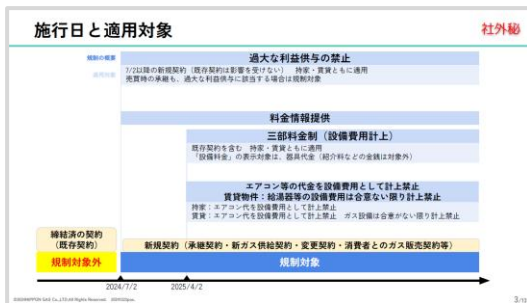 施行日と適用対象
社外秘
規制の概要
過大な利益供与の禁止
適用対象
7/2以降の新規契約(既存契約は影響を受けない) 持家・賃貸ともに適用
売買時の承継も、過大な利益供与に該当する場合は規制対象
料金情報提供
三部料金制(設備費用計上)
既存契約を含む 持家・賃貸ともに適用
「設備料金」の表示対象は、器具代金(紹介料などの金銭は対象外)
エアコン等の代金を設備費用として計上禁止
賃貸物件:給湯器等の設備費用は合意ない限り計上禁止
持家:エアコン代を設備費用として計上禁止
賃貸:エアコン代を設備費用として計上禁止 ガス設備は合意がない限り計上禁止
締結済の契約
(既存契約)
新規契約(承継契約・新ガス供給契約・変更契約・消費者とのガス販売契約等)
規制対象外
規制対象
2024/7/2
2025/4/2
GAS CO.,LTD.All Rights Reserved.
3/10